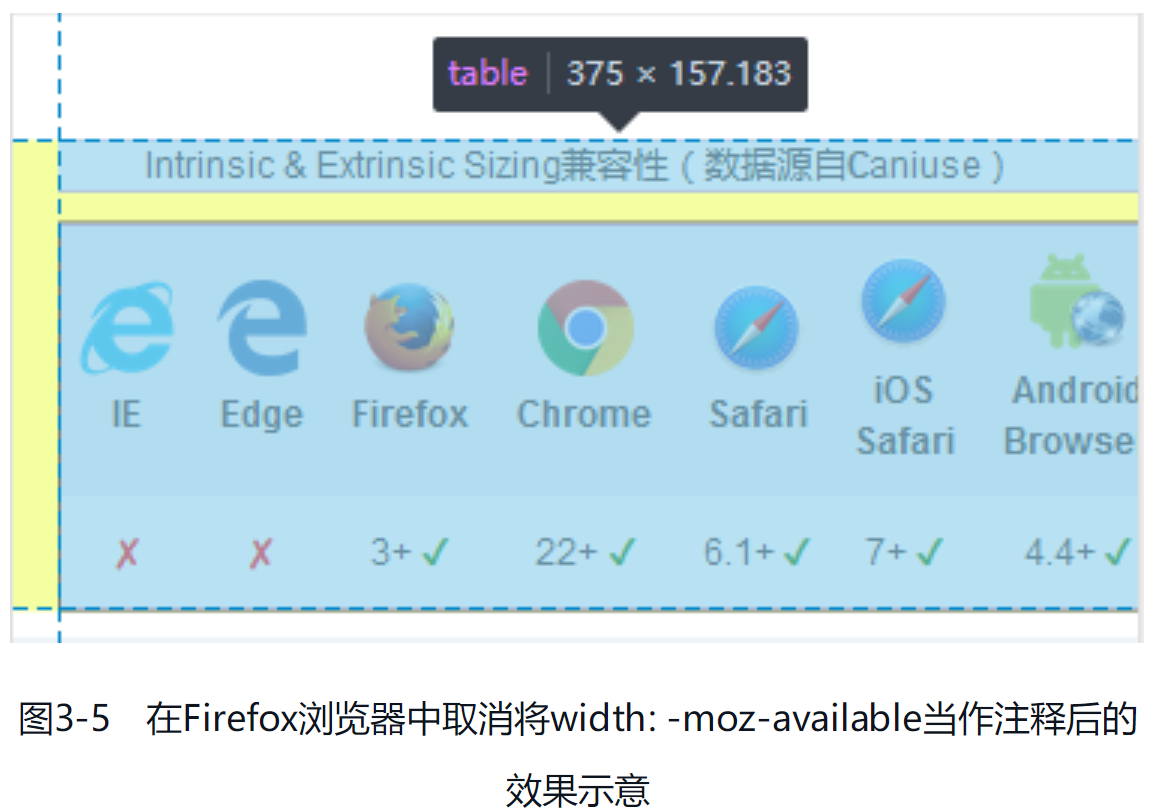 table 375 × 157.183
Intrinsic & Extrinsic Sizing兼容性（数据源自Caniuse）
IE Edge Firefox Chrome Safari iOS Safari Android Browse
✗ ✗ 3+ ✓ 22+ ✓ 6.1+ ✓ 7+ ✓ 4.4+ ✓
图3-5 在Firefox浏览器中取消将width: -moz-available当作注释后的
效果示意